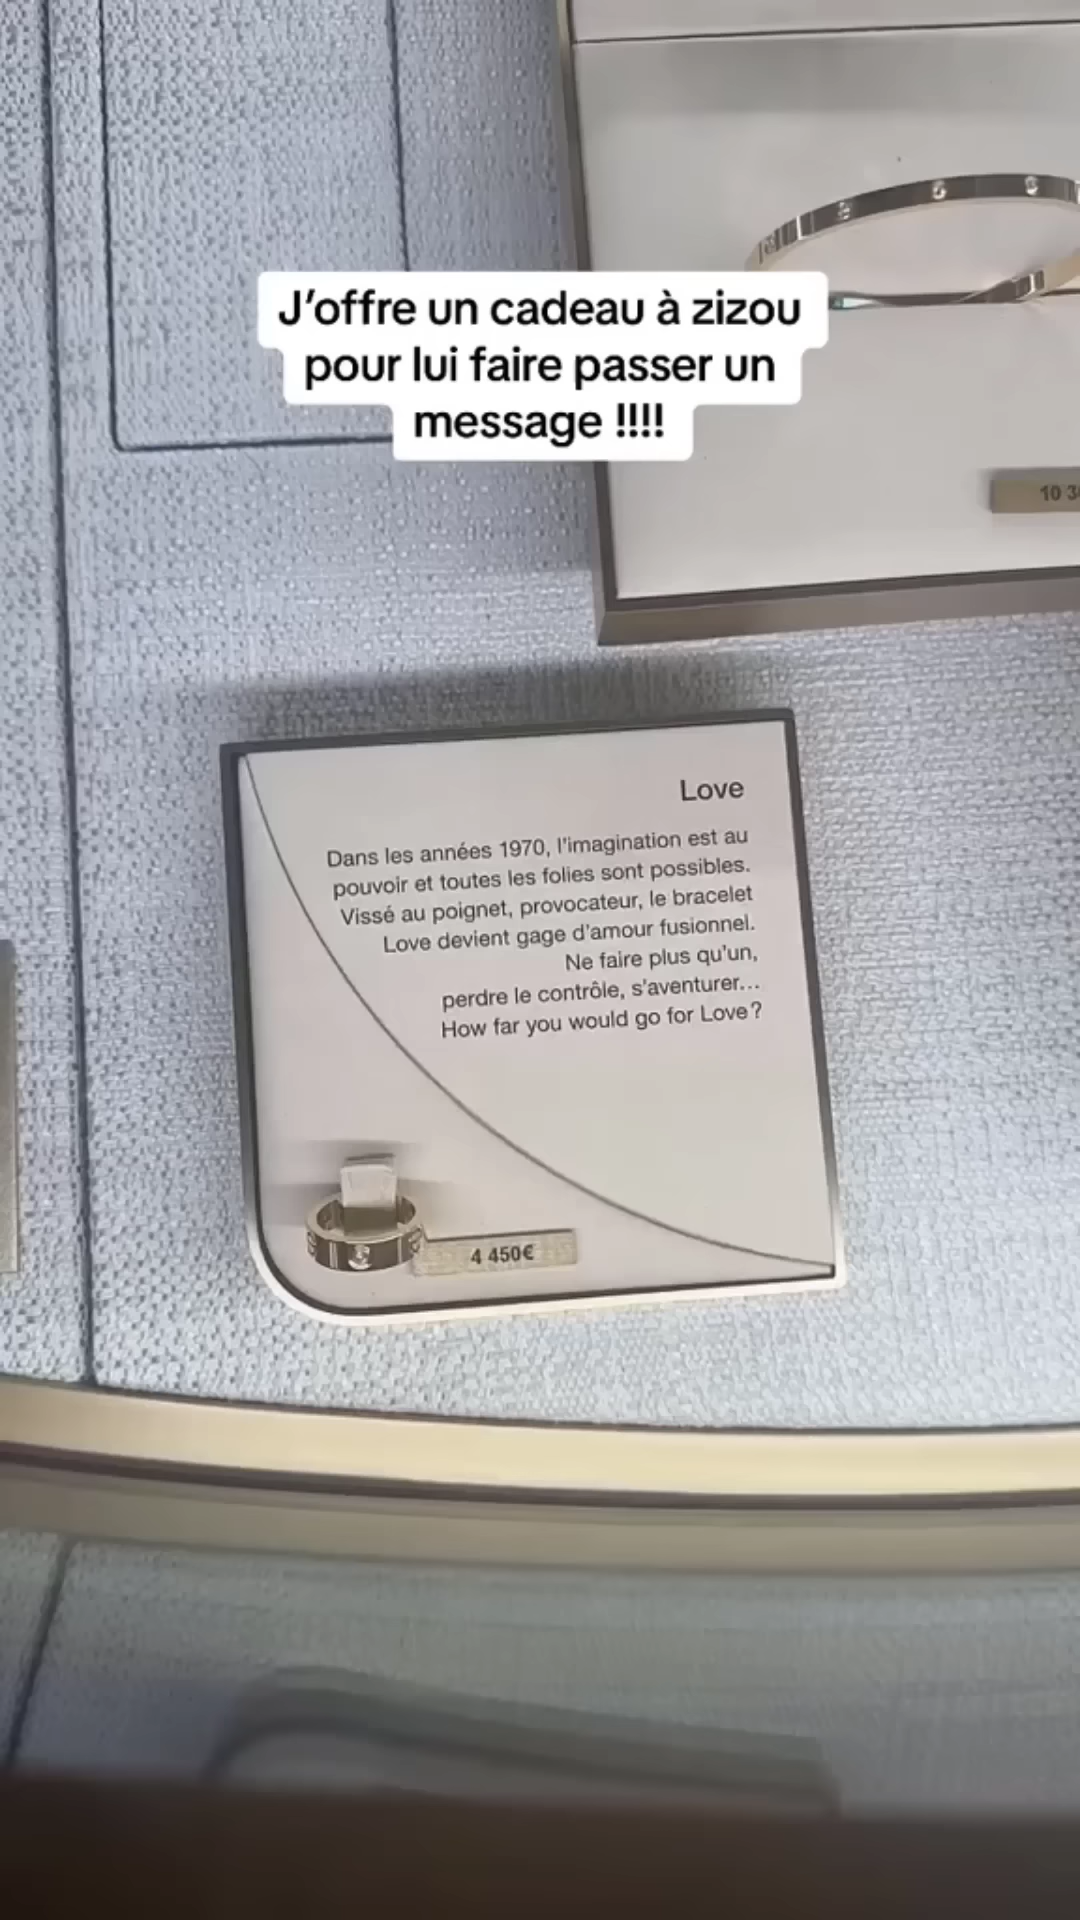 J'offre un cadeau à zizou
pour lui faire passer un
message !!!!
Love
Dans les années 1970, l'imagination est au
pouvoir et toutes les folies sont possibles.
Vissé au poignet, provocateur, le bracelet
Love devient gage d'amour fusionnel.
Ne faire plus qu'un,
perdre le contrôle, s'aventurer...
How far you would go for Love?
4 450€